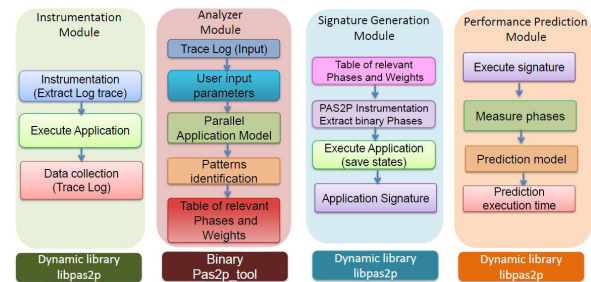 Instrumentation
Module
Instrumentation
(Extract Log trace)
Execute Application
Data collection
(Trace Log)
Dynamic library
libpas2p
Analyzer
Module
Trace Log (Input)
User input
parameters
Parallel
Application Model
Patterns
identification
Table of relevant
Phases and
Weights
Binary
Pas2p_tool
Signature Generation
Module
Table of relevant
Phases and Weights
PAS2P Instrumentation
Extract binary Phases
Execute Application
(save states)
Application Signature
Dynamic library
libpas2p
Performance Prediction
Module
Execute signature
Measure phases
Prediction model
Prediction
execution time
Dynamic library
libpas2p